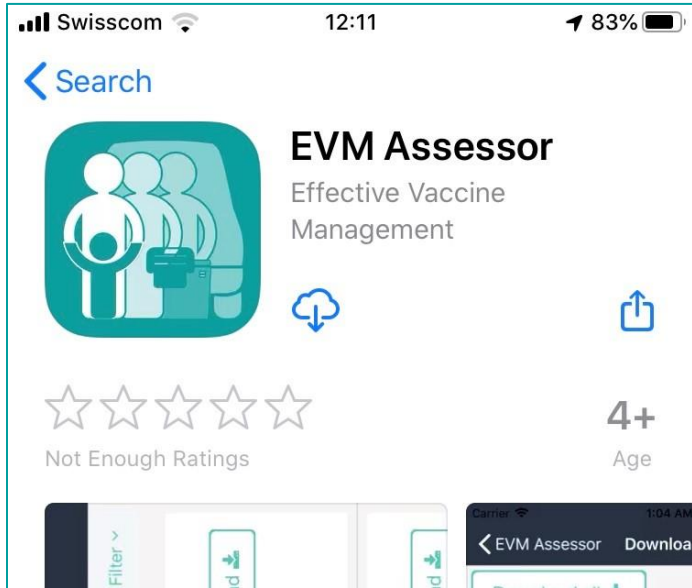 Swisscom 12:11 83%
Search
EVM Assessor
Effective Vaccine
Management
4+
Not Enough Ratings Age
Filter
Carrier 1:04 AM
EVM Assessor Downloa